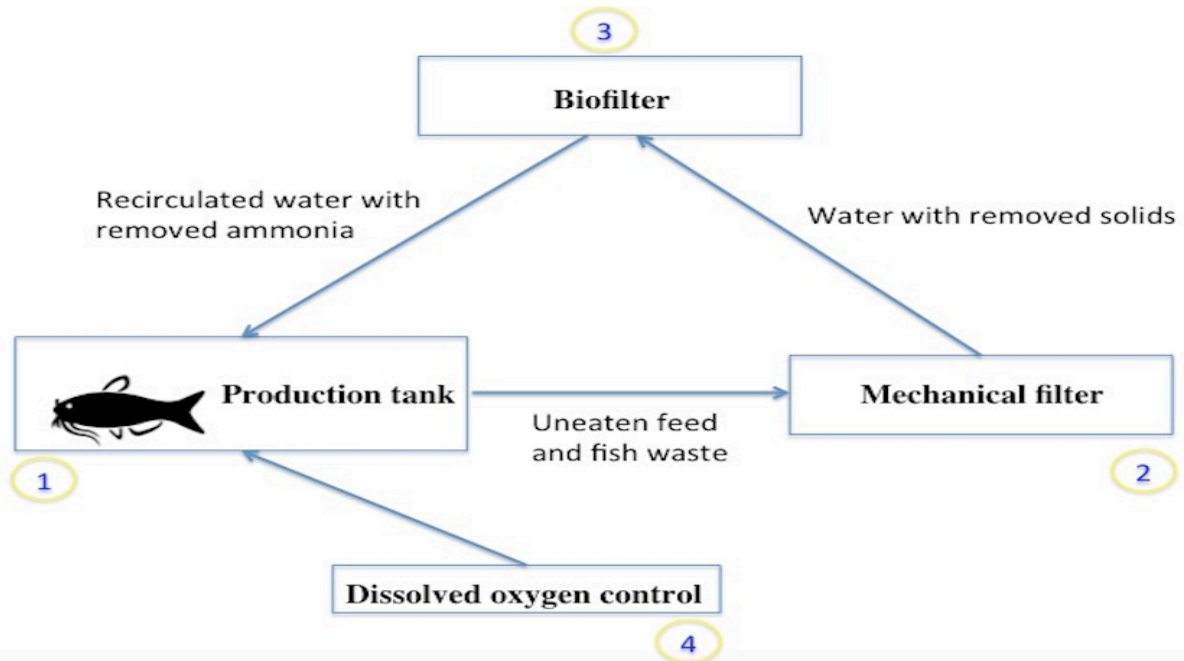 3
Biofilter
Recirculated water with
removed ammonia
Water with removed solids
Production tank
Mechanical filter
Uneaten feed
and fish waste
1
2
Dissolved oxygen control
4